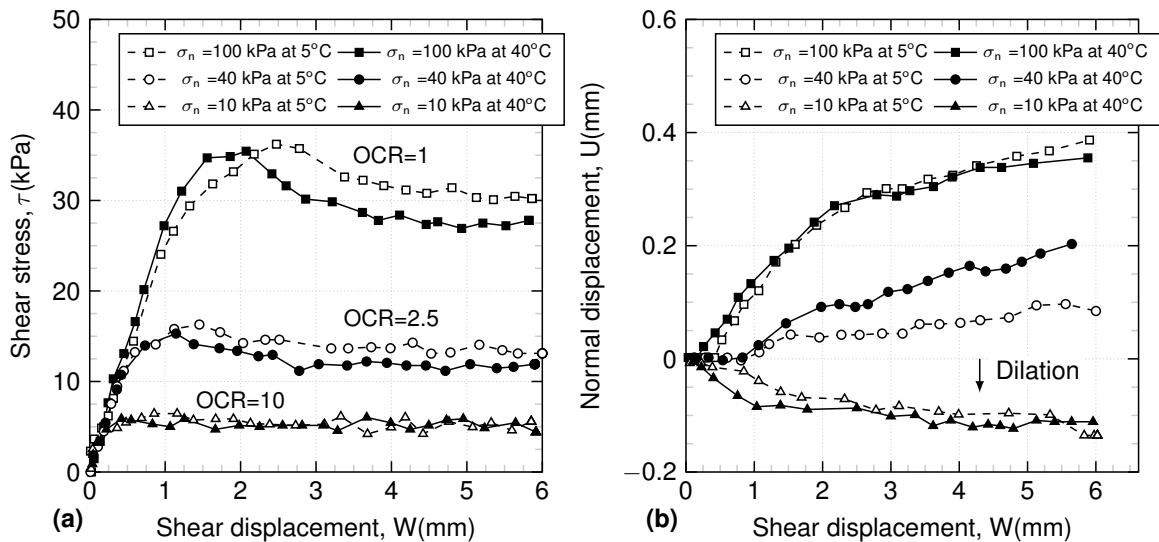 σn =100 kPa at 5°C σn =100 kPa at 40°C
σn =40 kPa at 5°C σn =40 kPa at 40°C
σn =10 kPa at 5°C σn =10 kPa at 40°C
50
40
30
20
10
0
Shear stress, τ(kPa)
OCR=1
OCR=2.5
OCR=10
0 1 2 3 4 5 6
(a) Shear displacement, W(mm)
σn =100 kPa at 5°C σn =100 kPa at 40°C
σn =40 kPa at 5°C σn =40 kPa at 40°C
σn =10 kPa at 5°C σn =10 kPa at 40°C
0.6
0.4
0.2
0
−0.2
Normal displacement, U(mm)
Dilation
0 1 2 3 4 5 6
(b) Shear displacement, W(mm)